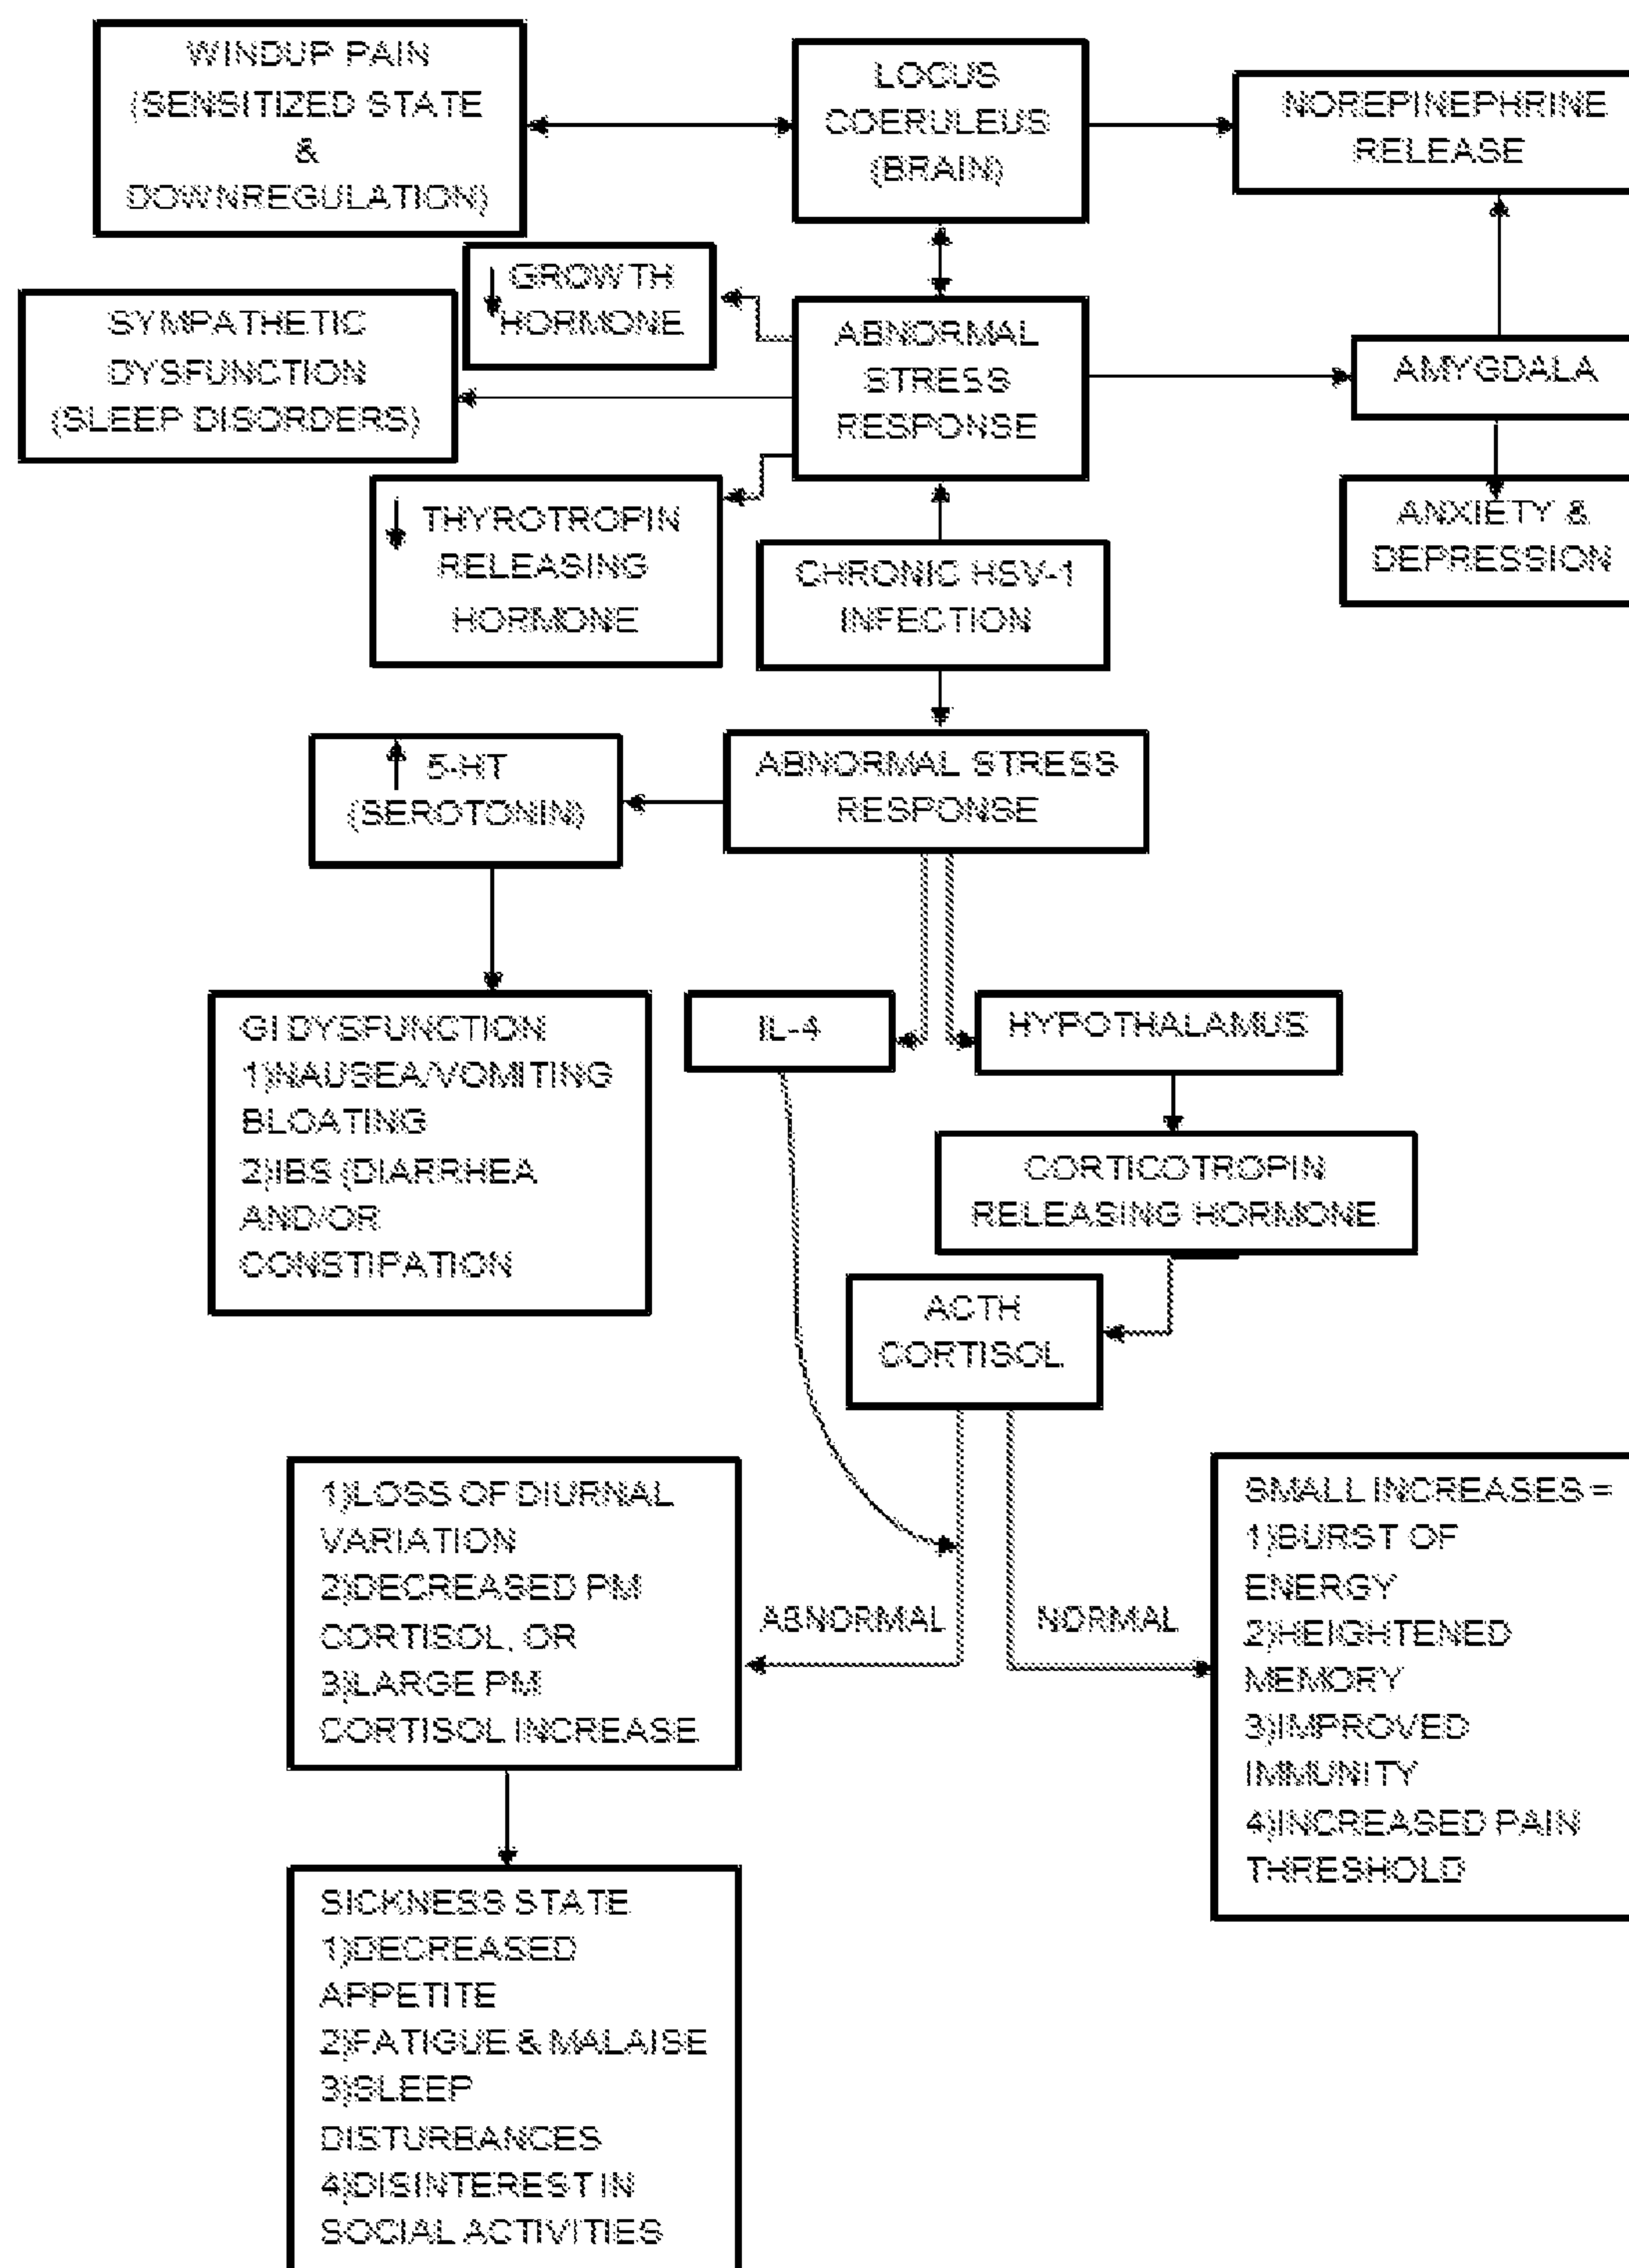 WINDUP PAIN
(SENSITIZED STATE
&
DOWNREGULATION)
LOCUS
COERULEUS
(BRAIN)
NOREPINEPHRINE
RELEASE
GROWTH
HORMONE
SYMPATHETIC
DYSFUNCTION
(SLEEP DISORDERS)
ABNORMAL
STRESS
RESPONSE
AMYGDALA
THYROTROPIN
RELEASING
HORMONE
CHRONIC HSV-1
INFECTION
ANXIETY &
DEPRESSION
5-HT
(SEROTONIN)
ABNORMAL STRESS
RESPONSE
GI DYSFUNCTION
1)NAUSEA/VOMITING
BLOATING
2)IBS (DIARRHEA
AND/OR
CONSTIPATION
IL-4
HYPOTHALAMUS
CORTICOTROPIN
RELEASING HORMONE
ACTH
CORTISOL
1)LOSS OF DIURNAL
VARIATION
2)DECREASED PM
CORTISOL, OR
3)LARGE PM
CORTISOL INCREASE
ABNORMAL
NORMAL
SMALL INCREASES =
1)BURST OF
ENERGY
2)HEIGHTENED
MEMORY
3)IMPROVED
IMMUNITY
4)INCREASED PAIN
THRESHOLD
SICKNESS STATE
1)DECREASED
APPETITE
2)FATIGUE & MALAISE
3)SLEEP
DISTURBANCES
4)DISINTEREST IN
SOCIAL ACTIVITIES